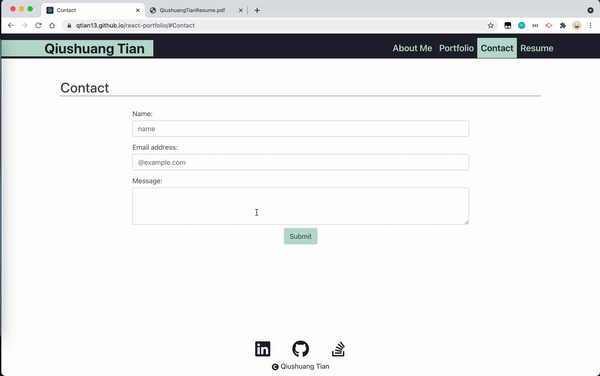 Contact
QiushuangTianResume.pdf
qtian13.github.io/react-portfolio/#Contact
Qiushuang Tian
About Me Portfolio Contact Resume
Contact
Name:
name
Email address:
@example.com
Message:
Submit
Qiushuang Tian